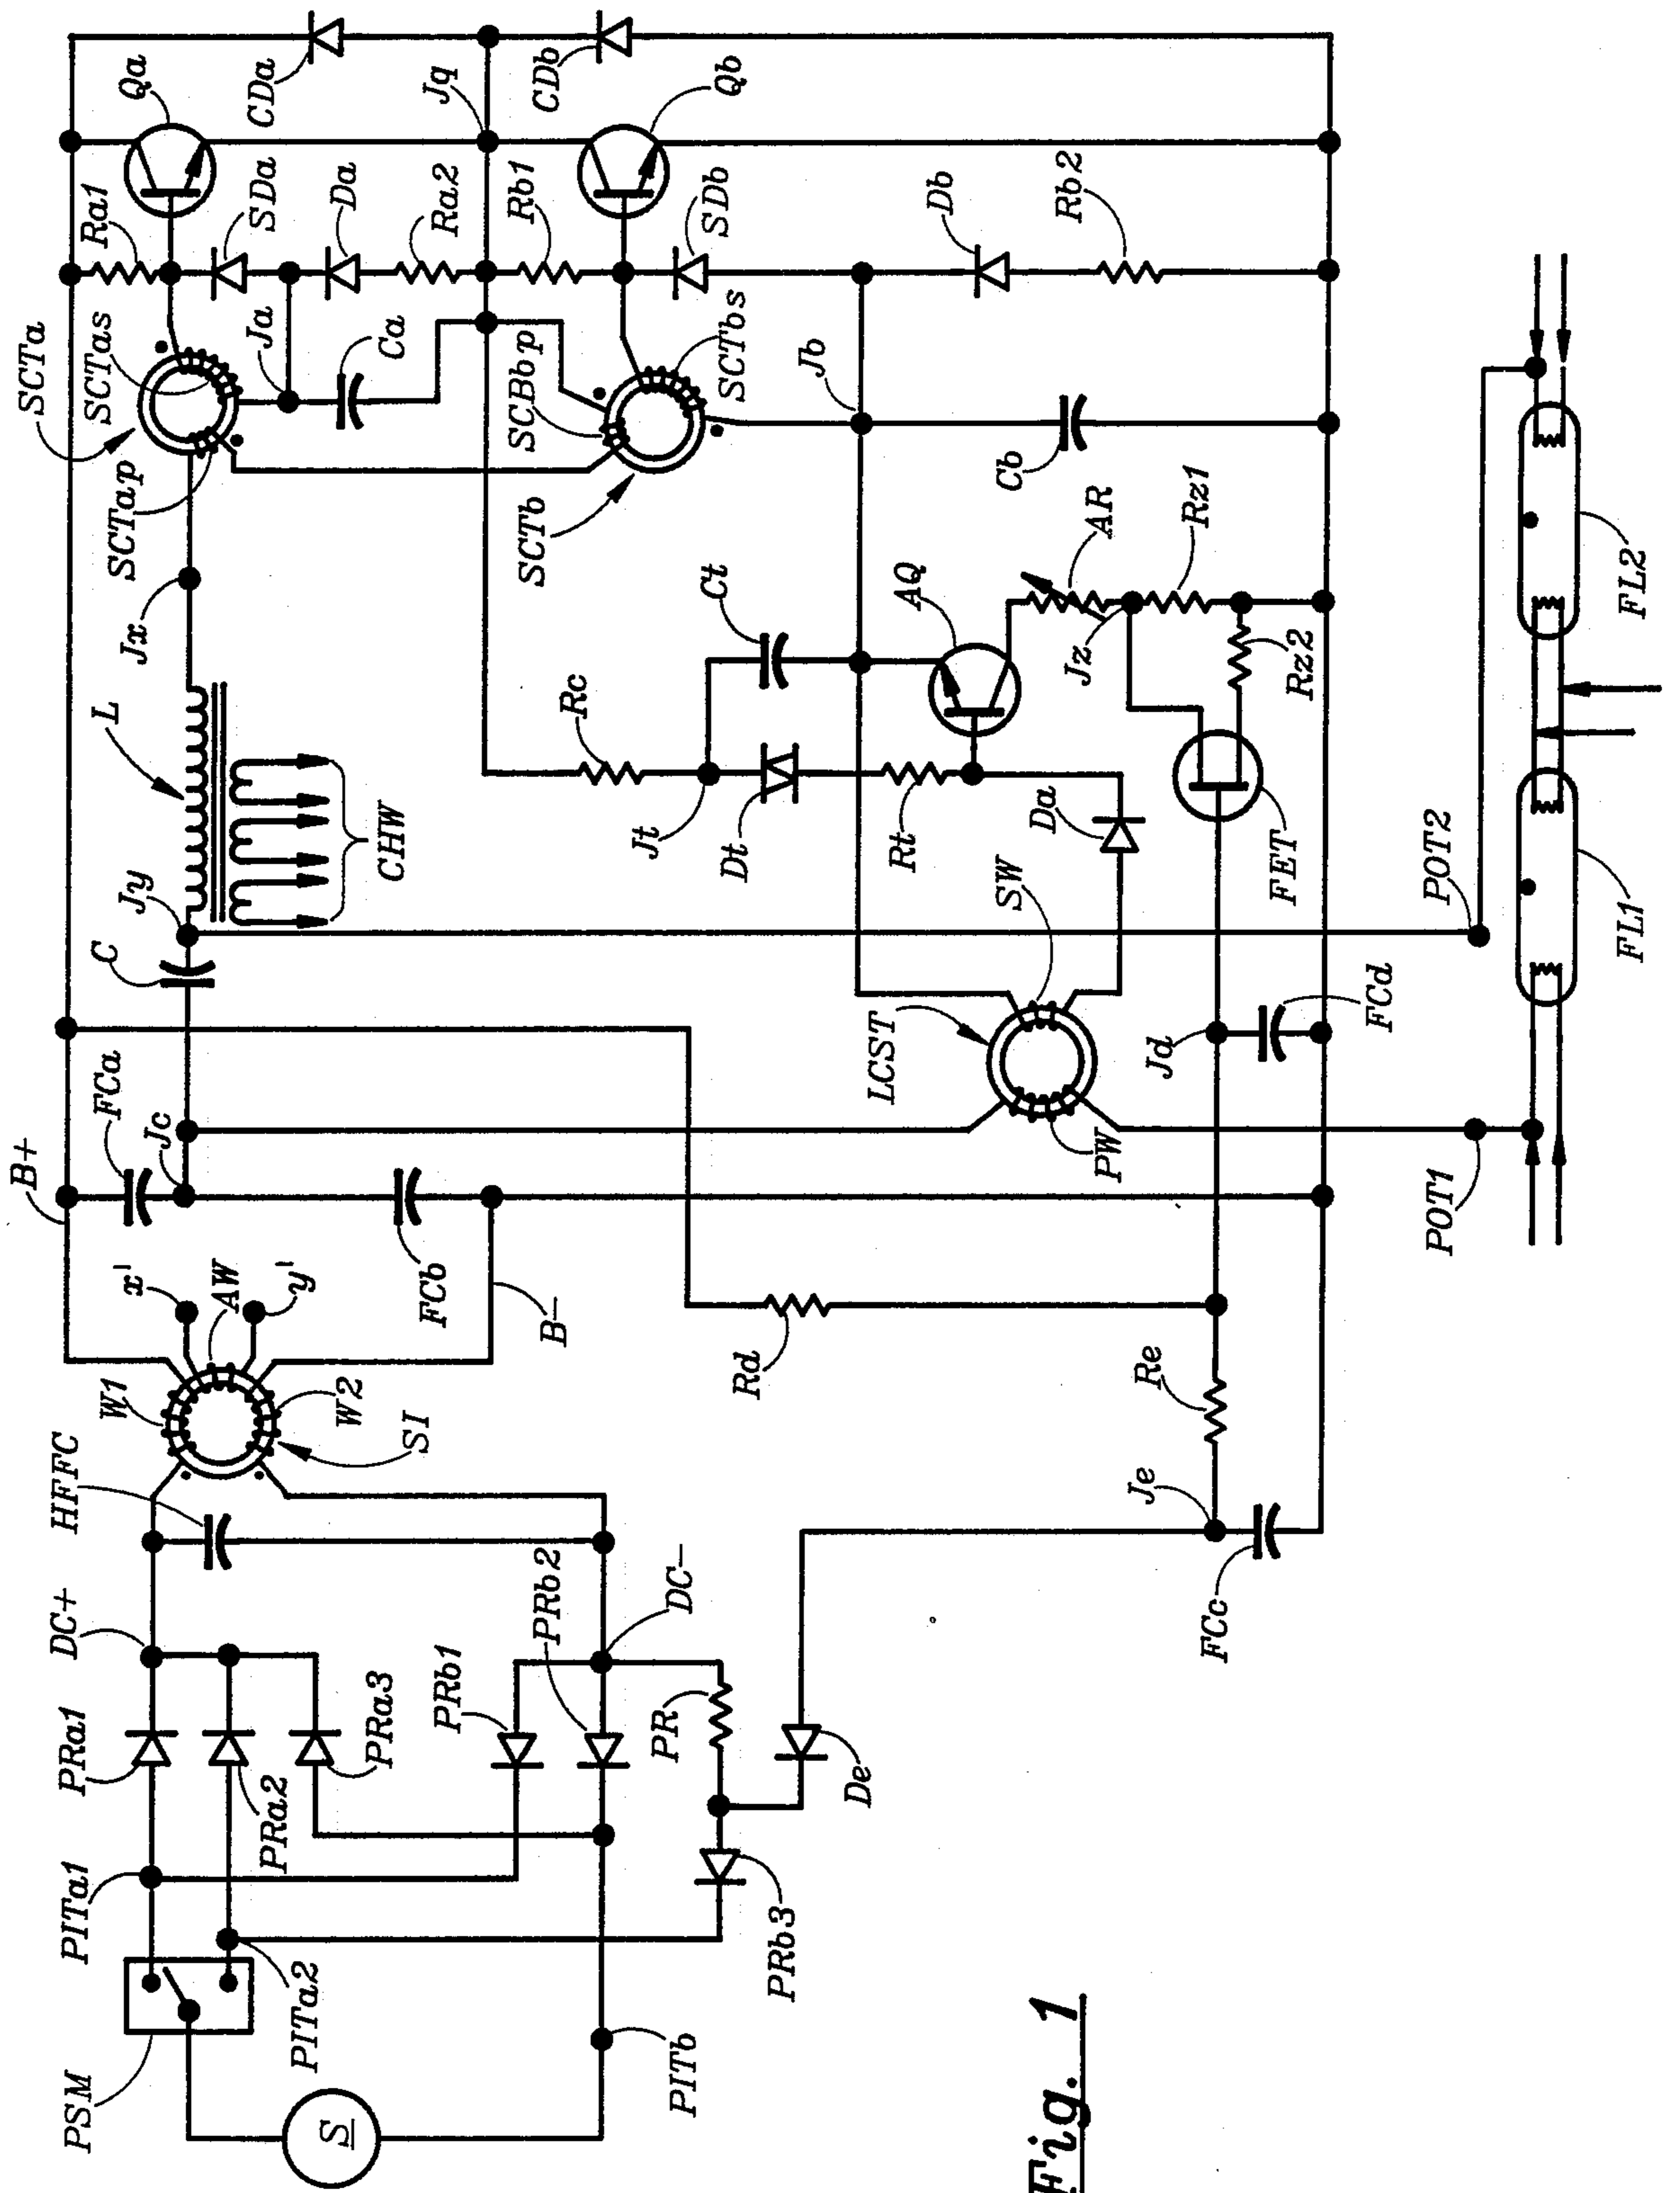 PSM
S
PITa1
PITa2
PITb
PRa1
PRa2
PRa3
PRb1
PRb2
PRb3
PR
De
DC+
DC−
HFFC
W1
W2
SI
AW
x'
y'
B+
B−
FCa
FCb
Jc
C
Jy
L
CHW
Jx
SCTa
SCTas
SCTap
Ja
Ca
Ra1
Qa
SDa
Da
Ra2
CDa
Jq
CDb
Rb1
Qb
SDb
SCBbp
SCTbs
SCTb
Jb
Cb
Db
Rb2
Rc
Ct
Jt
Dt
Rt
AQ
AR
Jz
Rz1
Rz2
Da
FET
SW
LCST
PW
Jd
FCd
Rd
Re
Je
FCc
POT1
POT2
FL1
FL2
Fig. 1